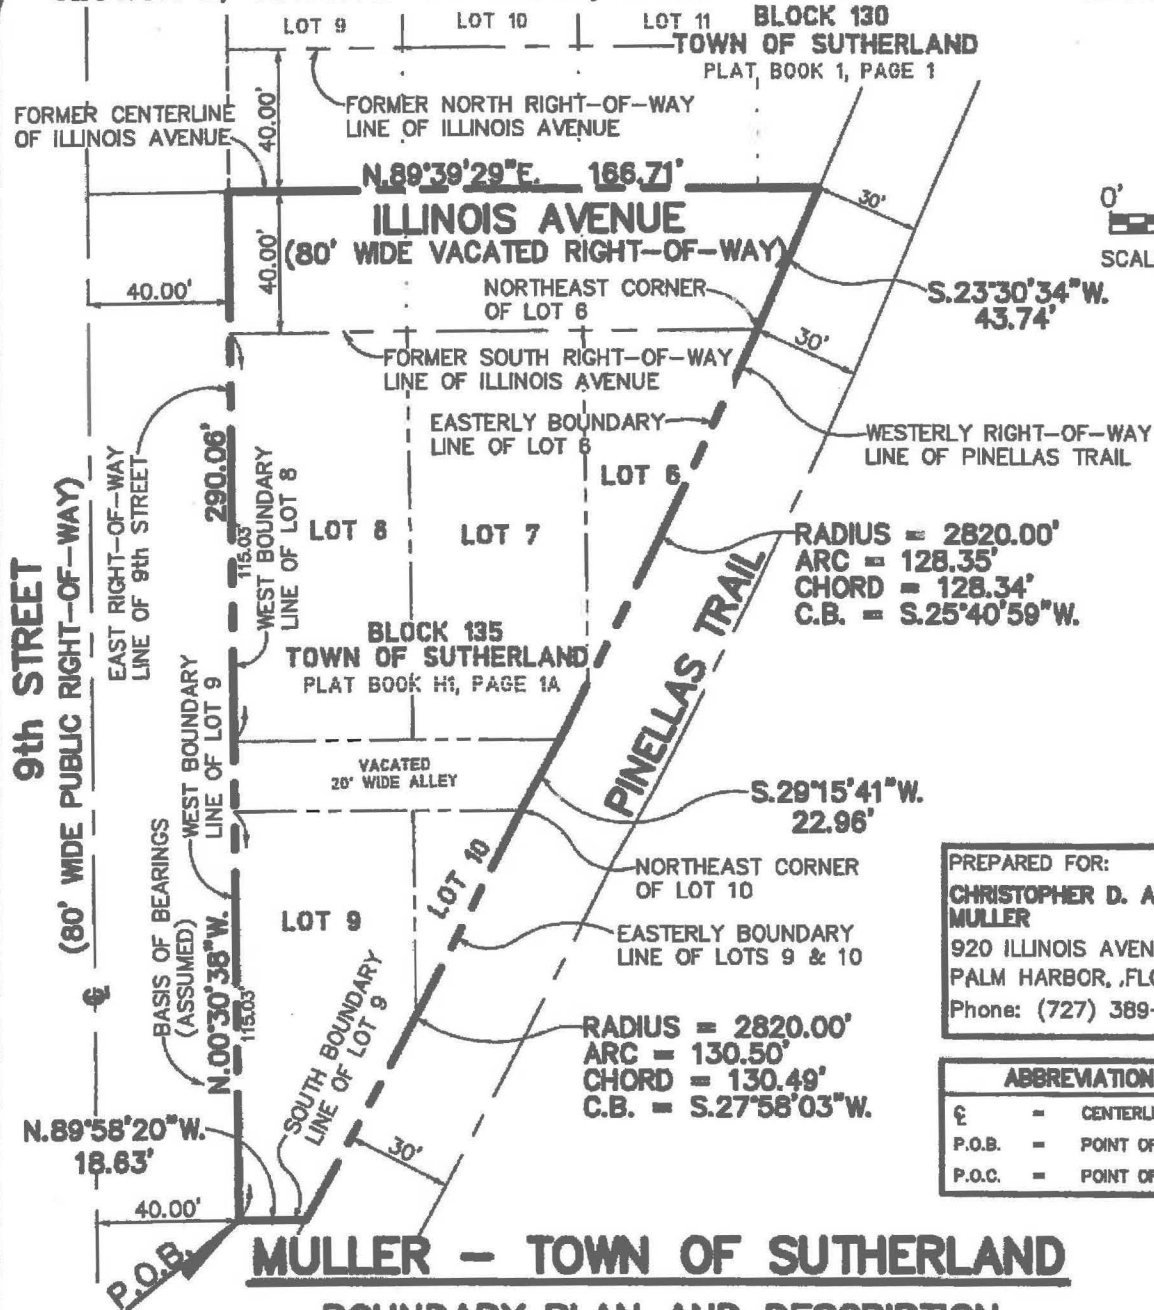 LOT 9
LOT 10
LOT 11
BLOCK 130
TOWN OF SUTHERLAND
PLAT BOOK 1, PAGE 1
FORMER CENTERLINE
OF ILLINOIS AVENUE
40.00'
FORMER NORTH RIGHT-OF-WAY
LINE OF ILLINOIS AVENUE
N.89°39'29"E. 166.71'
ILLINOIS AVENUE
(80' WIDE VACATED RIGHT-OF-WAY)
30'
0'
40.00'
40.00'
NORTHEAST CORNER
OF LOT 6
S.23°30'34"W.
43.74'
30'
FORMER SOUTH RIGHT-OF-WAY
LINE OF ILLINOIS AVENUE
EASTERLY BOUNDARY
LINE OF LOT 6
WESTERLY RIGHT-OF-WAY
LINE OF PINELLAS TRAIL
9th STREET
(80' WIDE PUBLIC RIGHT-OF-WAY)
EAST RIGHT-OF-WAY
LINE OF 9th STREET
290.06'
115.03'
WEST BOUNDARY
LINE OF LOT 8
LOT 8
LOT 7
LOT 6
RADIUS = 2820.00'
ARC = 128.35'
CHORD = 128.34'
C.B. = S.25°40'59"W.
BLOCK 135
TOWN OF SUTHERLAND
PLAT BOOK H1, PAGE 1A
PINELLAS TRAIL
WEST BOUNDARY
LINE OF LOT 9
VACATED
20' WIDE ALLEY
S.29°15'41"W.
22.96'
BASIS OF BEARINGS
(ASSUMED)
N.00°30'38"W.
115.03'
LOT 9
LOT 10
NORTHEAST CORNER
OF LOT 10
EASTERLY BOUNDARY
LINE OF LOTS 9 & 10
PREPARED FOR:
CHRISTOPHER D. A
MULLER
920 ILLINOIS AVEN
PALM HARBOR, ,FLO
Phone: (727) 389-
SOUTH BOUNDARY
LINE OF LOT 9
RADIUS = 2820.00'
ARC = 130.50'
CHORD = 130.49'
C.B. = S.27°58'03"W.
ABBREVIATION
℄ = CENTERL
P.O.B. = POINT OF
P.O.C. = POINT OF
N.89°58'20"W.
18.63'
30'
40.00'
P.O.B.
MULLER - TOWN OF SUTHERLAND
BOUNDARY PLAN AND DESCRIPTION